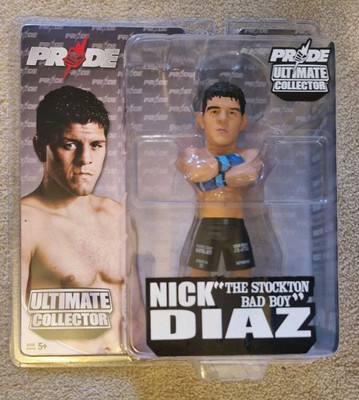 PRIDE
PRIDE
ULTIMATE
COLLECTOR
ULTIMATE
COLLECTOR
5+
NICK "THE STOCKTON
BAD BOY"
DIAZ